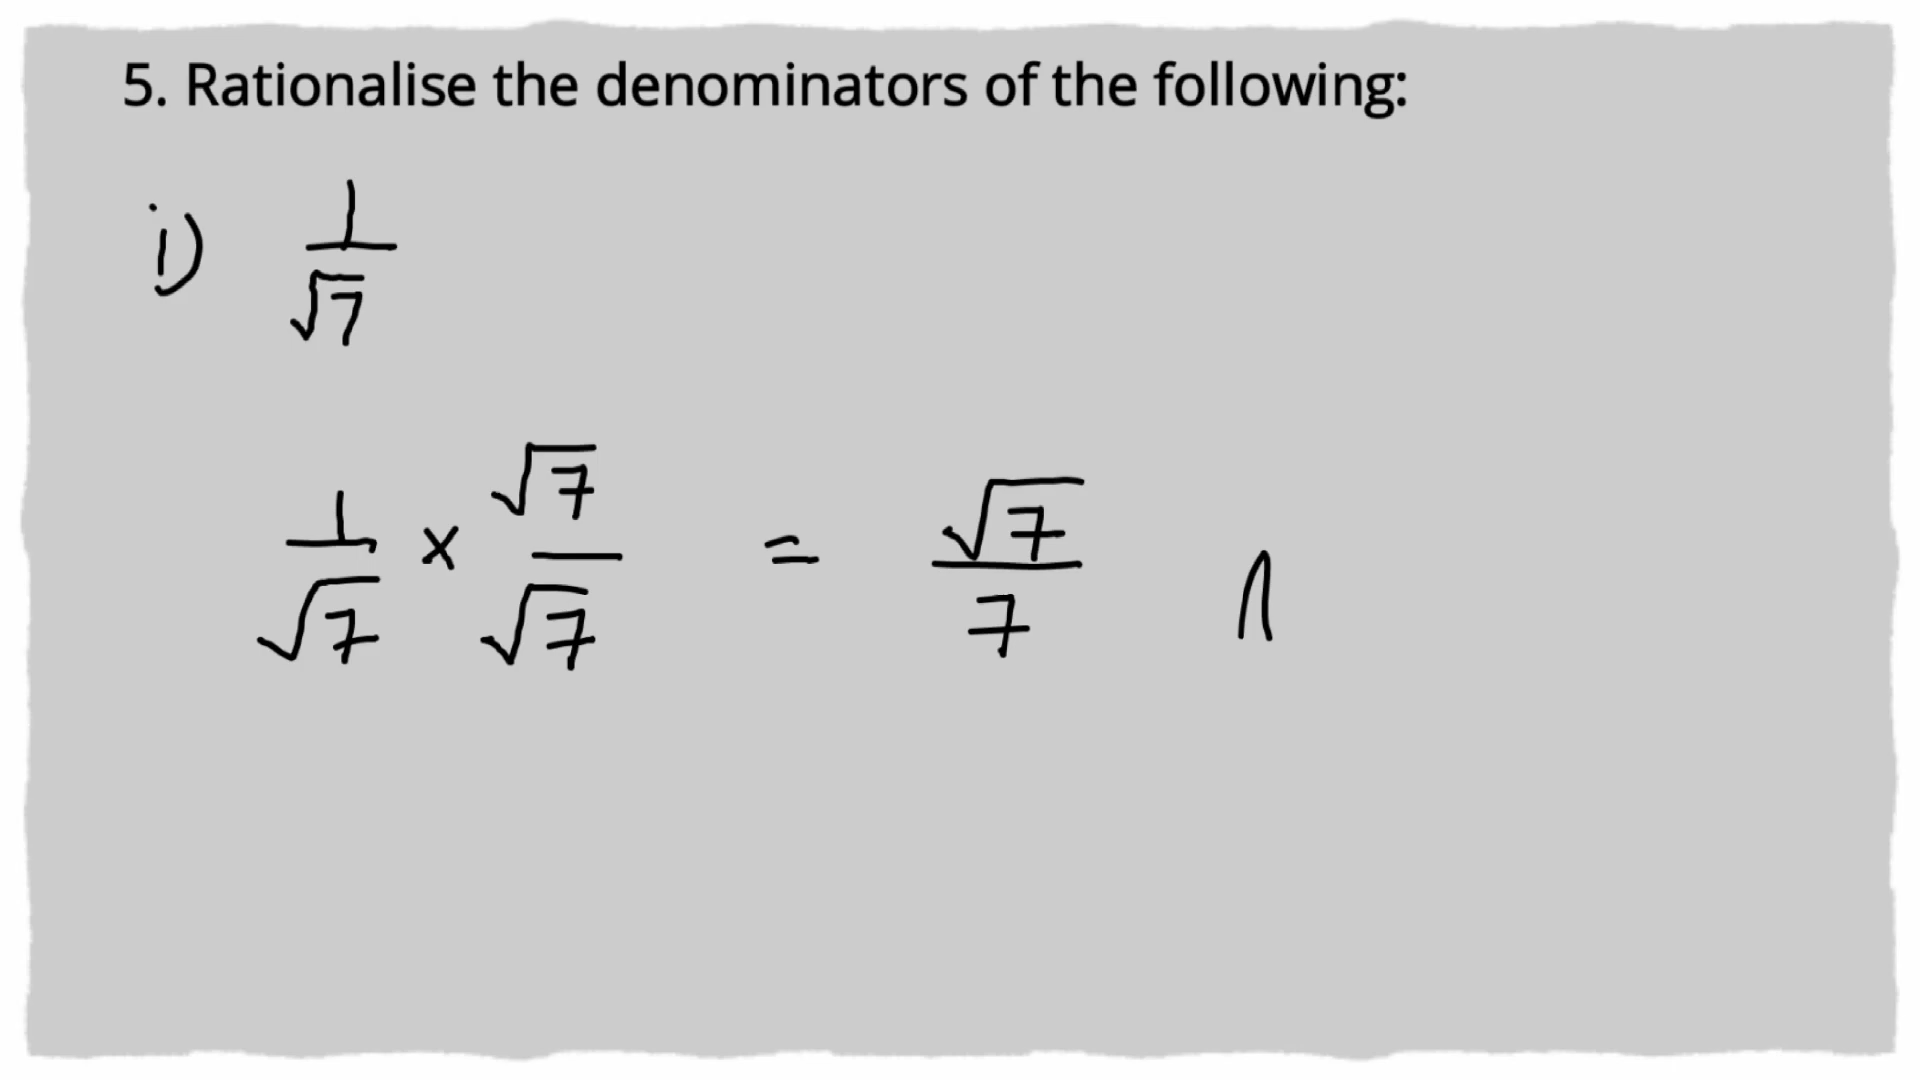 5. Rationalise the denominators of the following:
i) 1/√7
1/√7 × √7/√7 = √7/7